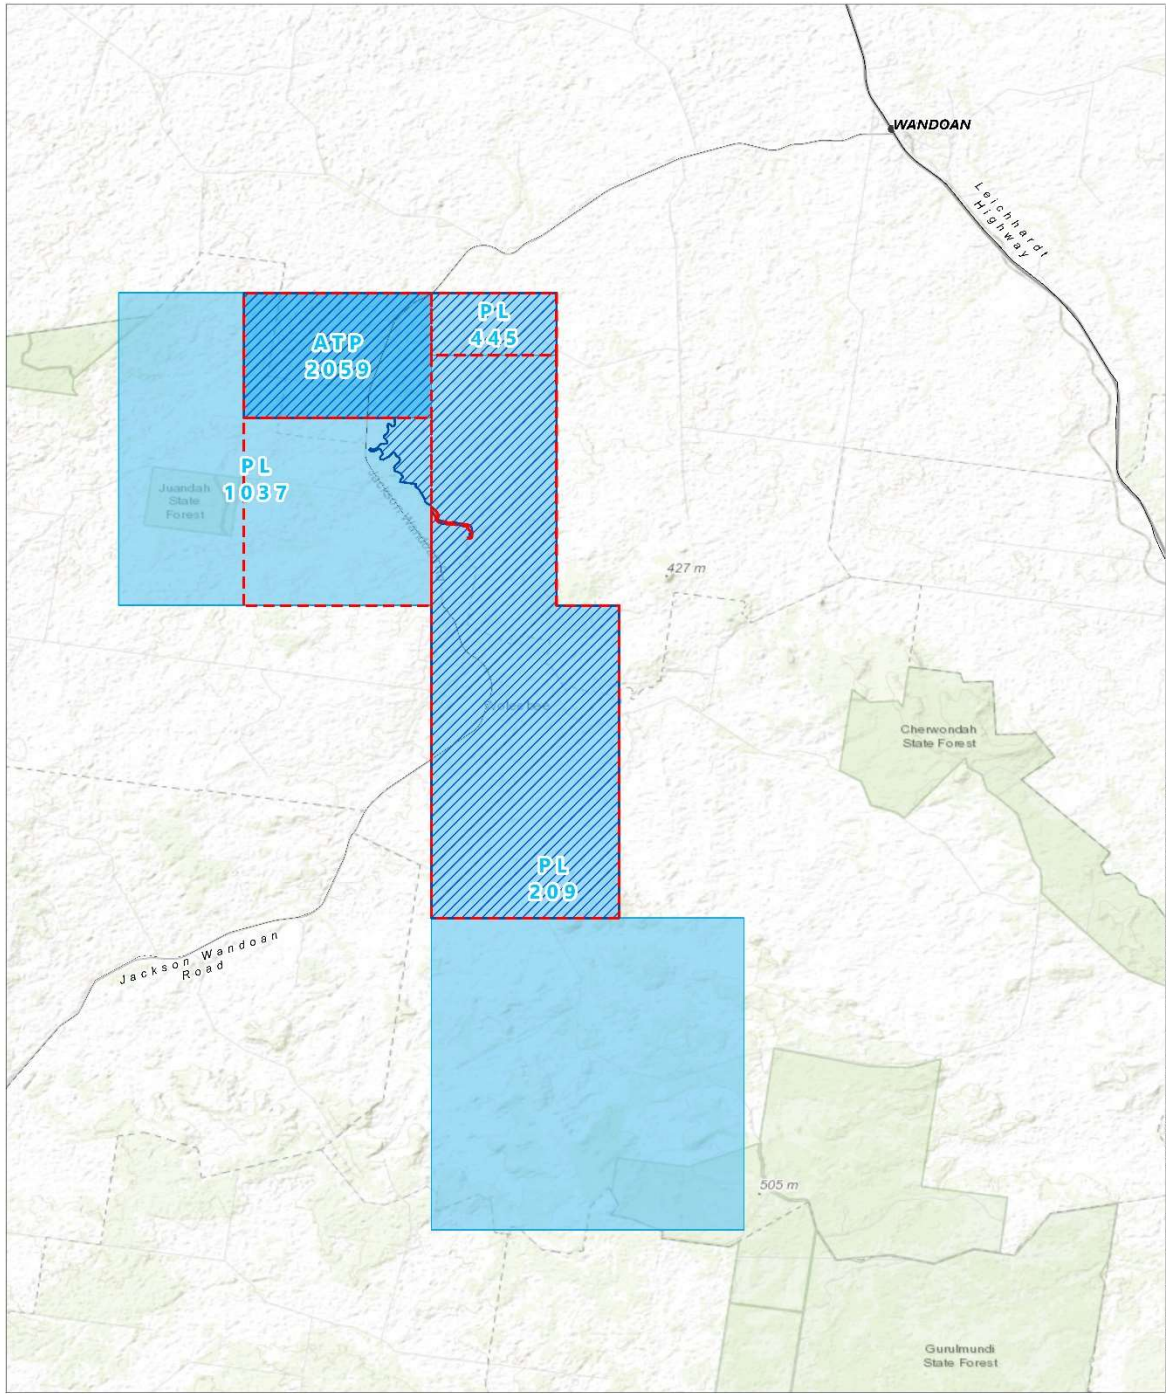 WANDOAN
Leichhardt
Highway
PL
445
ATP
2059
PL
1037
Juandah
State
Forest
427 m
Cherwondah
State Forest
PL
209
Jackson Wandoan
Road
505 m
Gurulmundi
State Forest